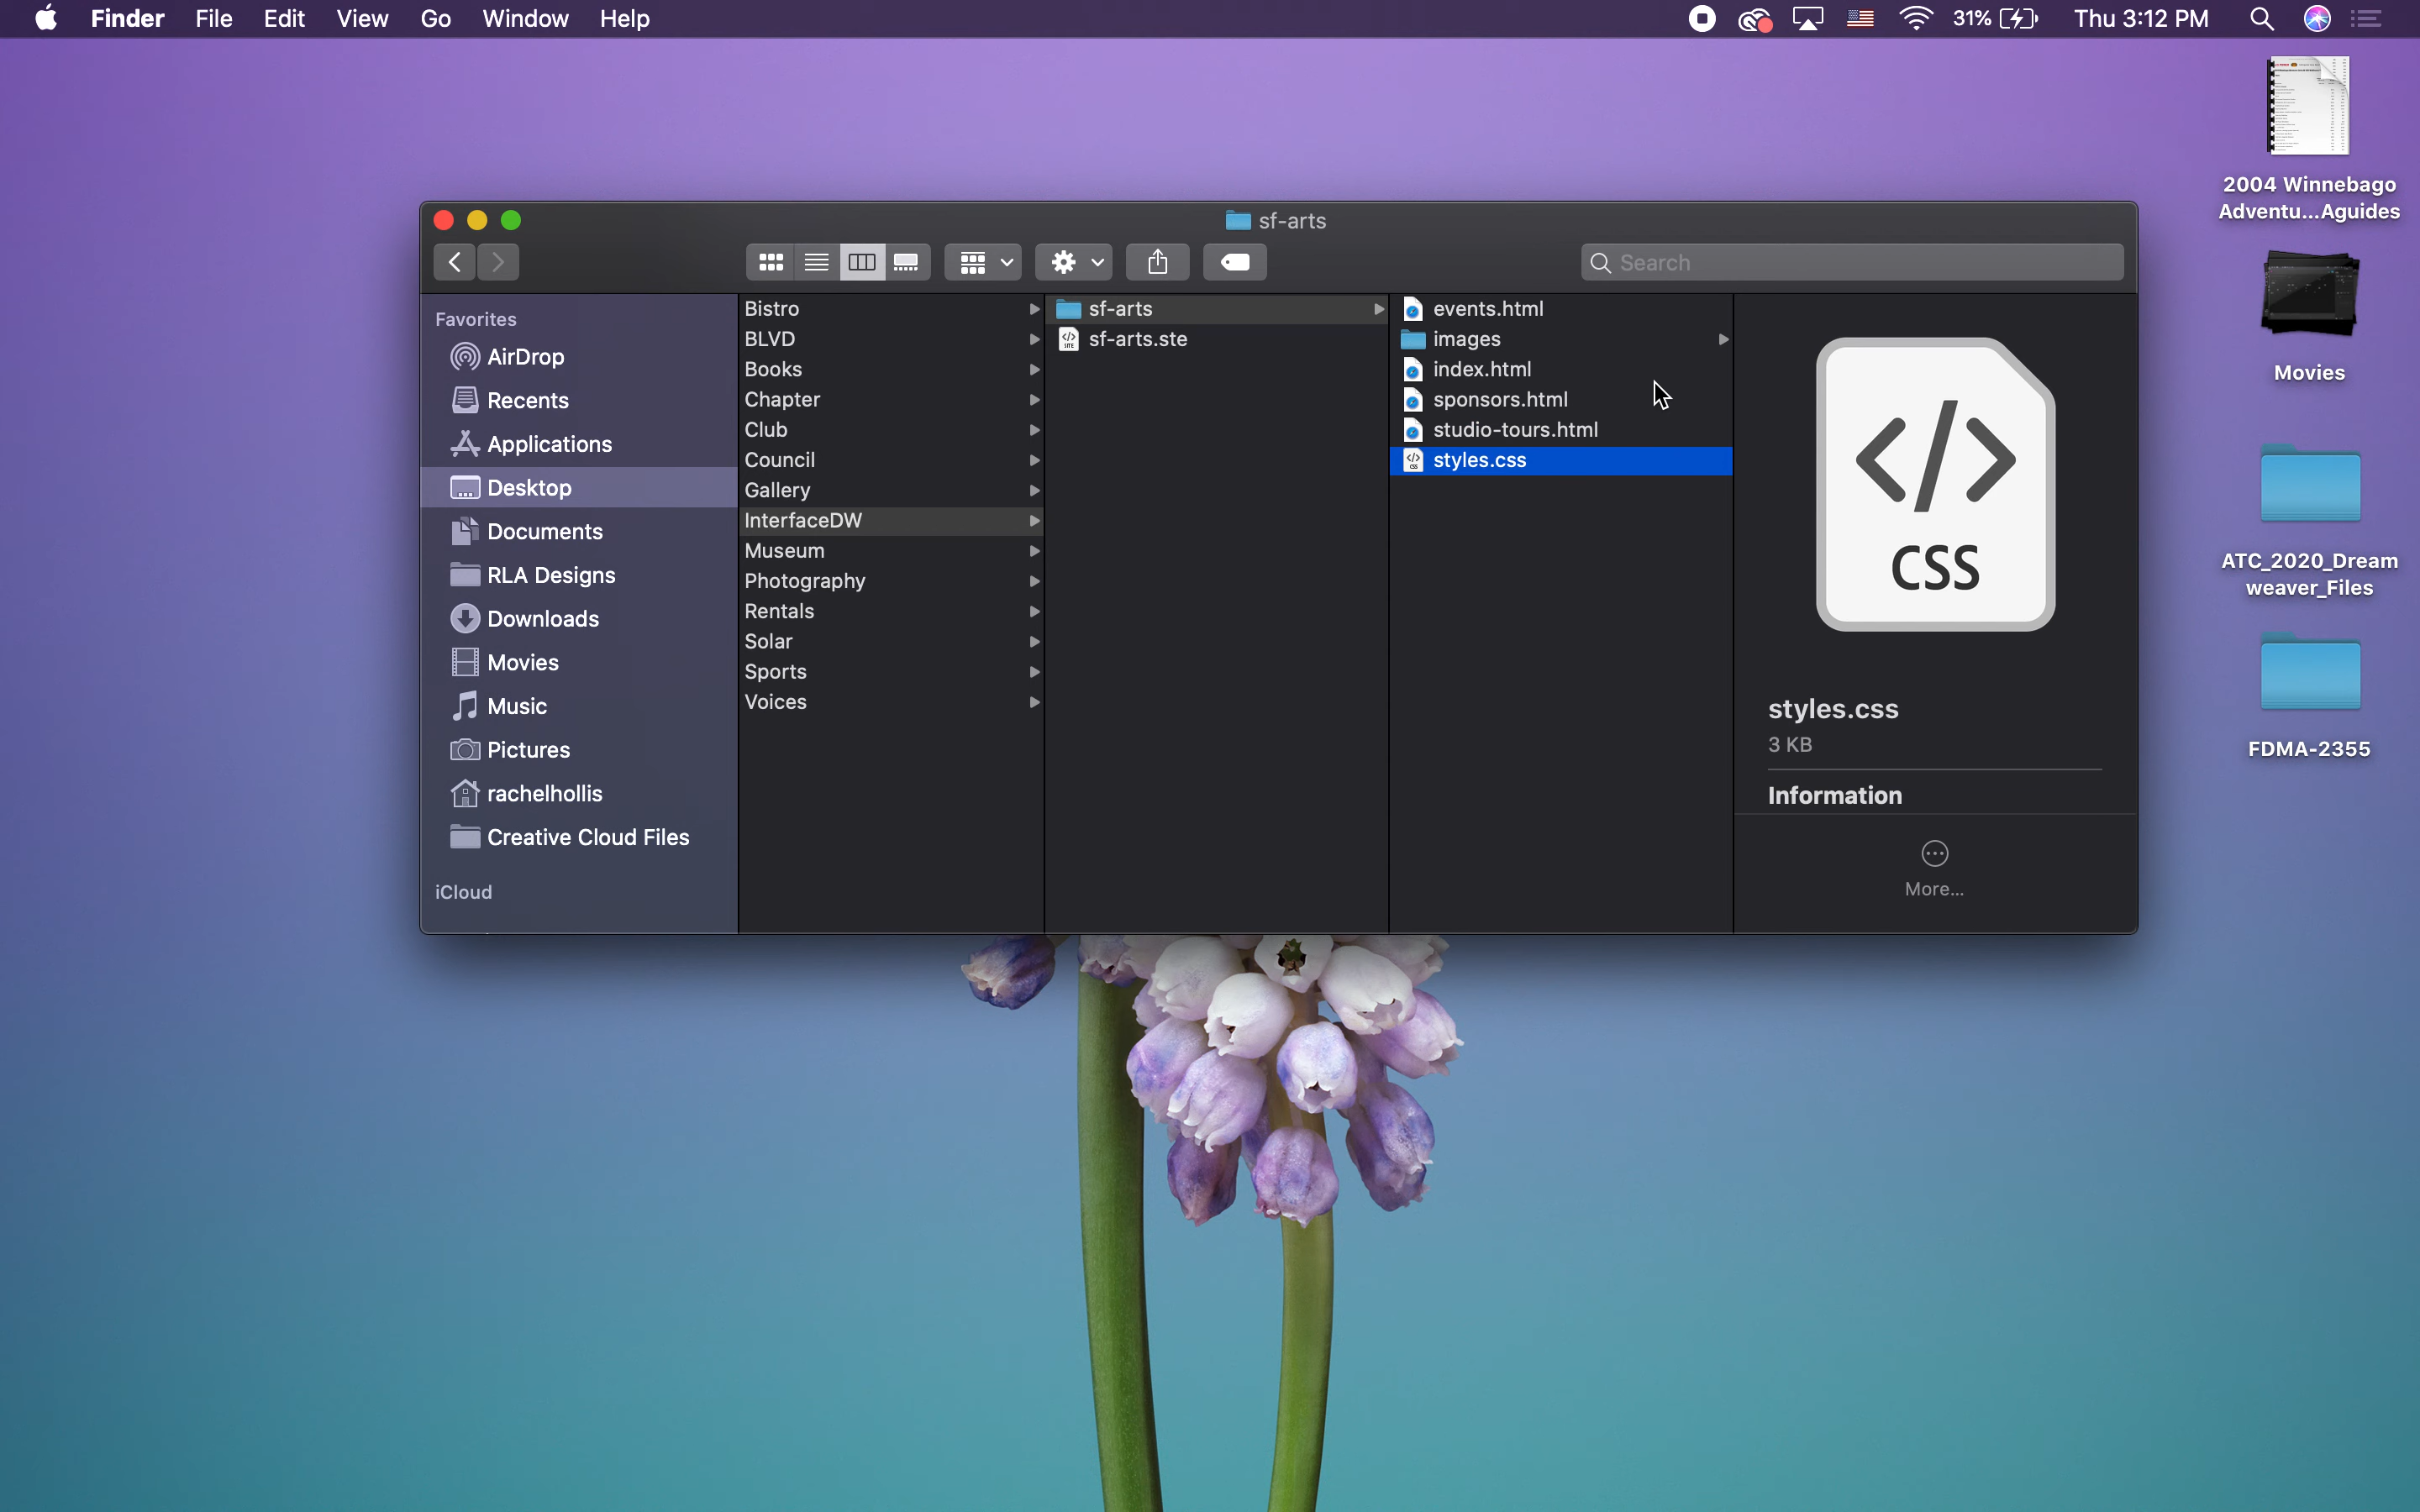 Finder File Edit View Go Window Help
31% Thu 3:12 PM
sf-arts
Search
Favorites
AirDrop
Recents
Applications
Desktop
Documents
RLA Designs
Downloads
Movies
Music
Pictures
rachelhollis
Creative Cloud Files
iCloud
Bistro
BLVD
Books
Chapter
Club
Council
Gallery
InterfaceDW
Museum
Photography
Rentals
Solar
Sports
Voices
sf-arts
sf-arts.ste
events.html
images
index.html
sponsors.html
studio-tours.html
styles.css
CSS
styles.css
3 KB
Information
More...
2004 Winnebago
Adventu...Aguides
Movies
ATC_2020_Dream
weaver_Files
FDMA-2355